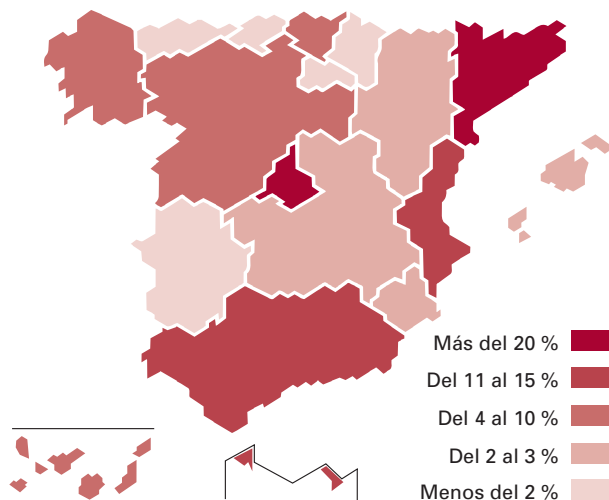 Más del 20 %
Del 11 al 15 %
Del 4 al 10 %
Del 2 al 3 %
Menos del 2 %